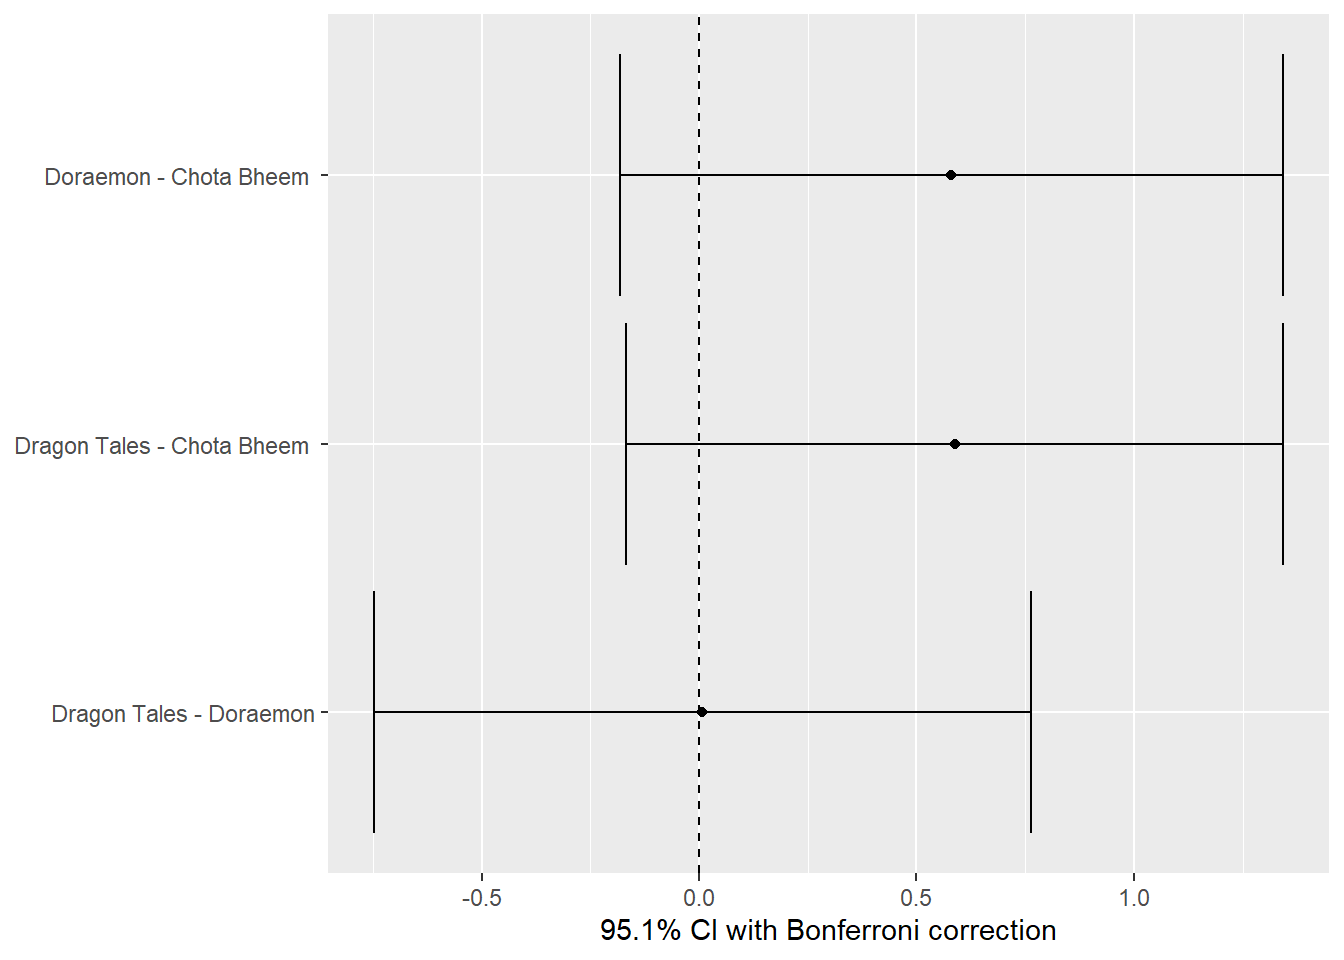 Doraemon - Chota Bheem
Dragon Tales - Chota Bheem
Dragon Tales - Doraemon
-0.5 0.0 0.5 1.0
95.1% CI with Bonferroni correction